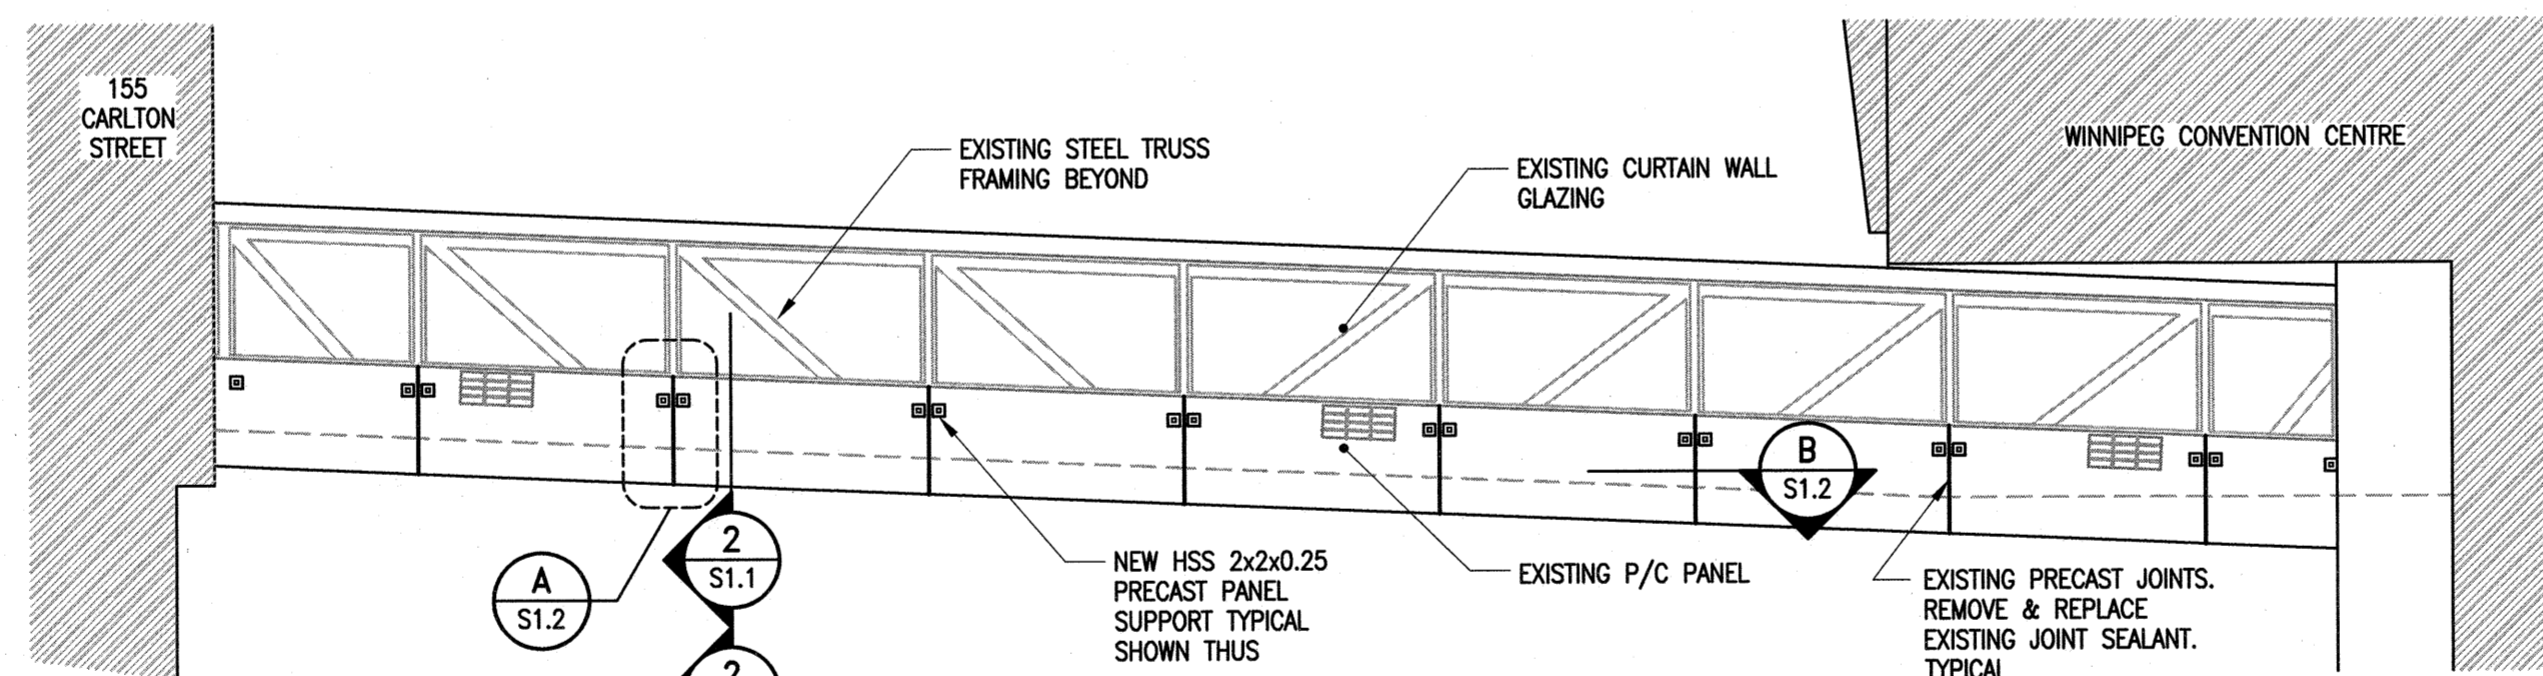 155
CARLTON
STREET
EXISTING STEEL TRUSS
FRAMING BEYOND
EXISTING CURTAIN WALL
GLAZING
WINNIPEG CONVENTION CENTRE
A
S1.2
2
S1.1
2
NEW HSS 2x2x0.25
PRECAST PANEL
SUPPORT TYPICAL
SHOWN THUS
EXISTING P/C PANEL
B
S1.2
EXISTING PRECAST JOINTS.
REMOVE & REPLACE
EXISTING JOINT SEALANT.
TYPICAL